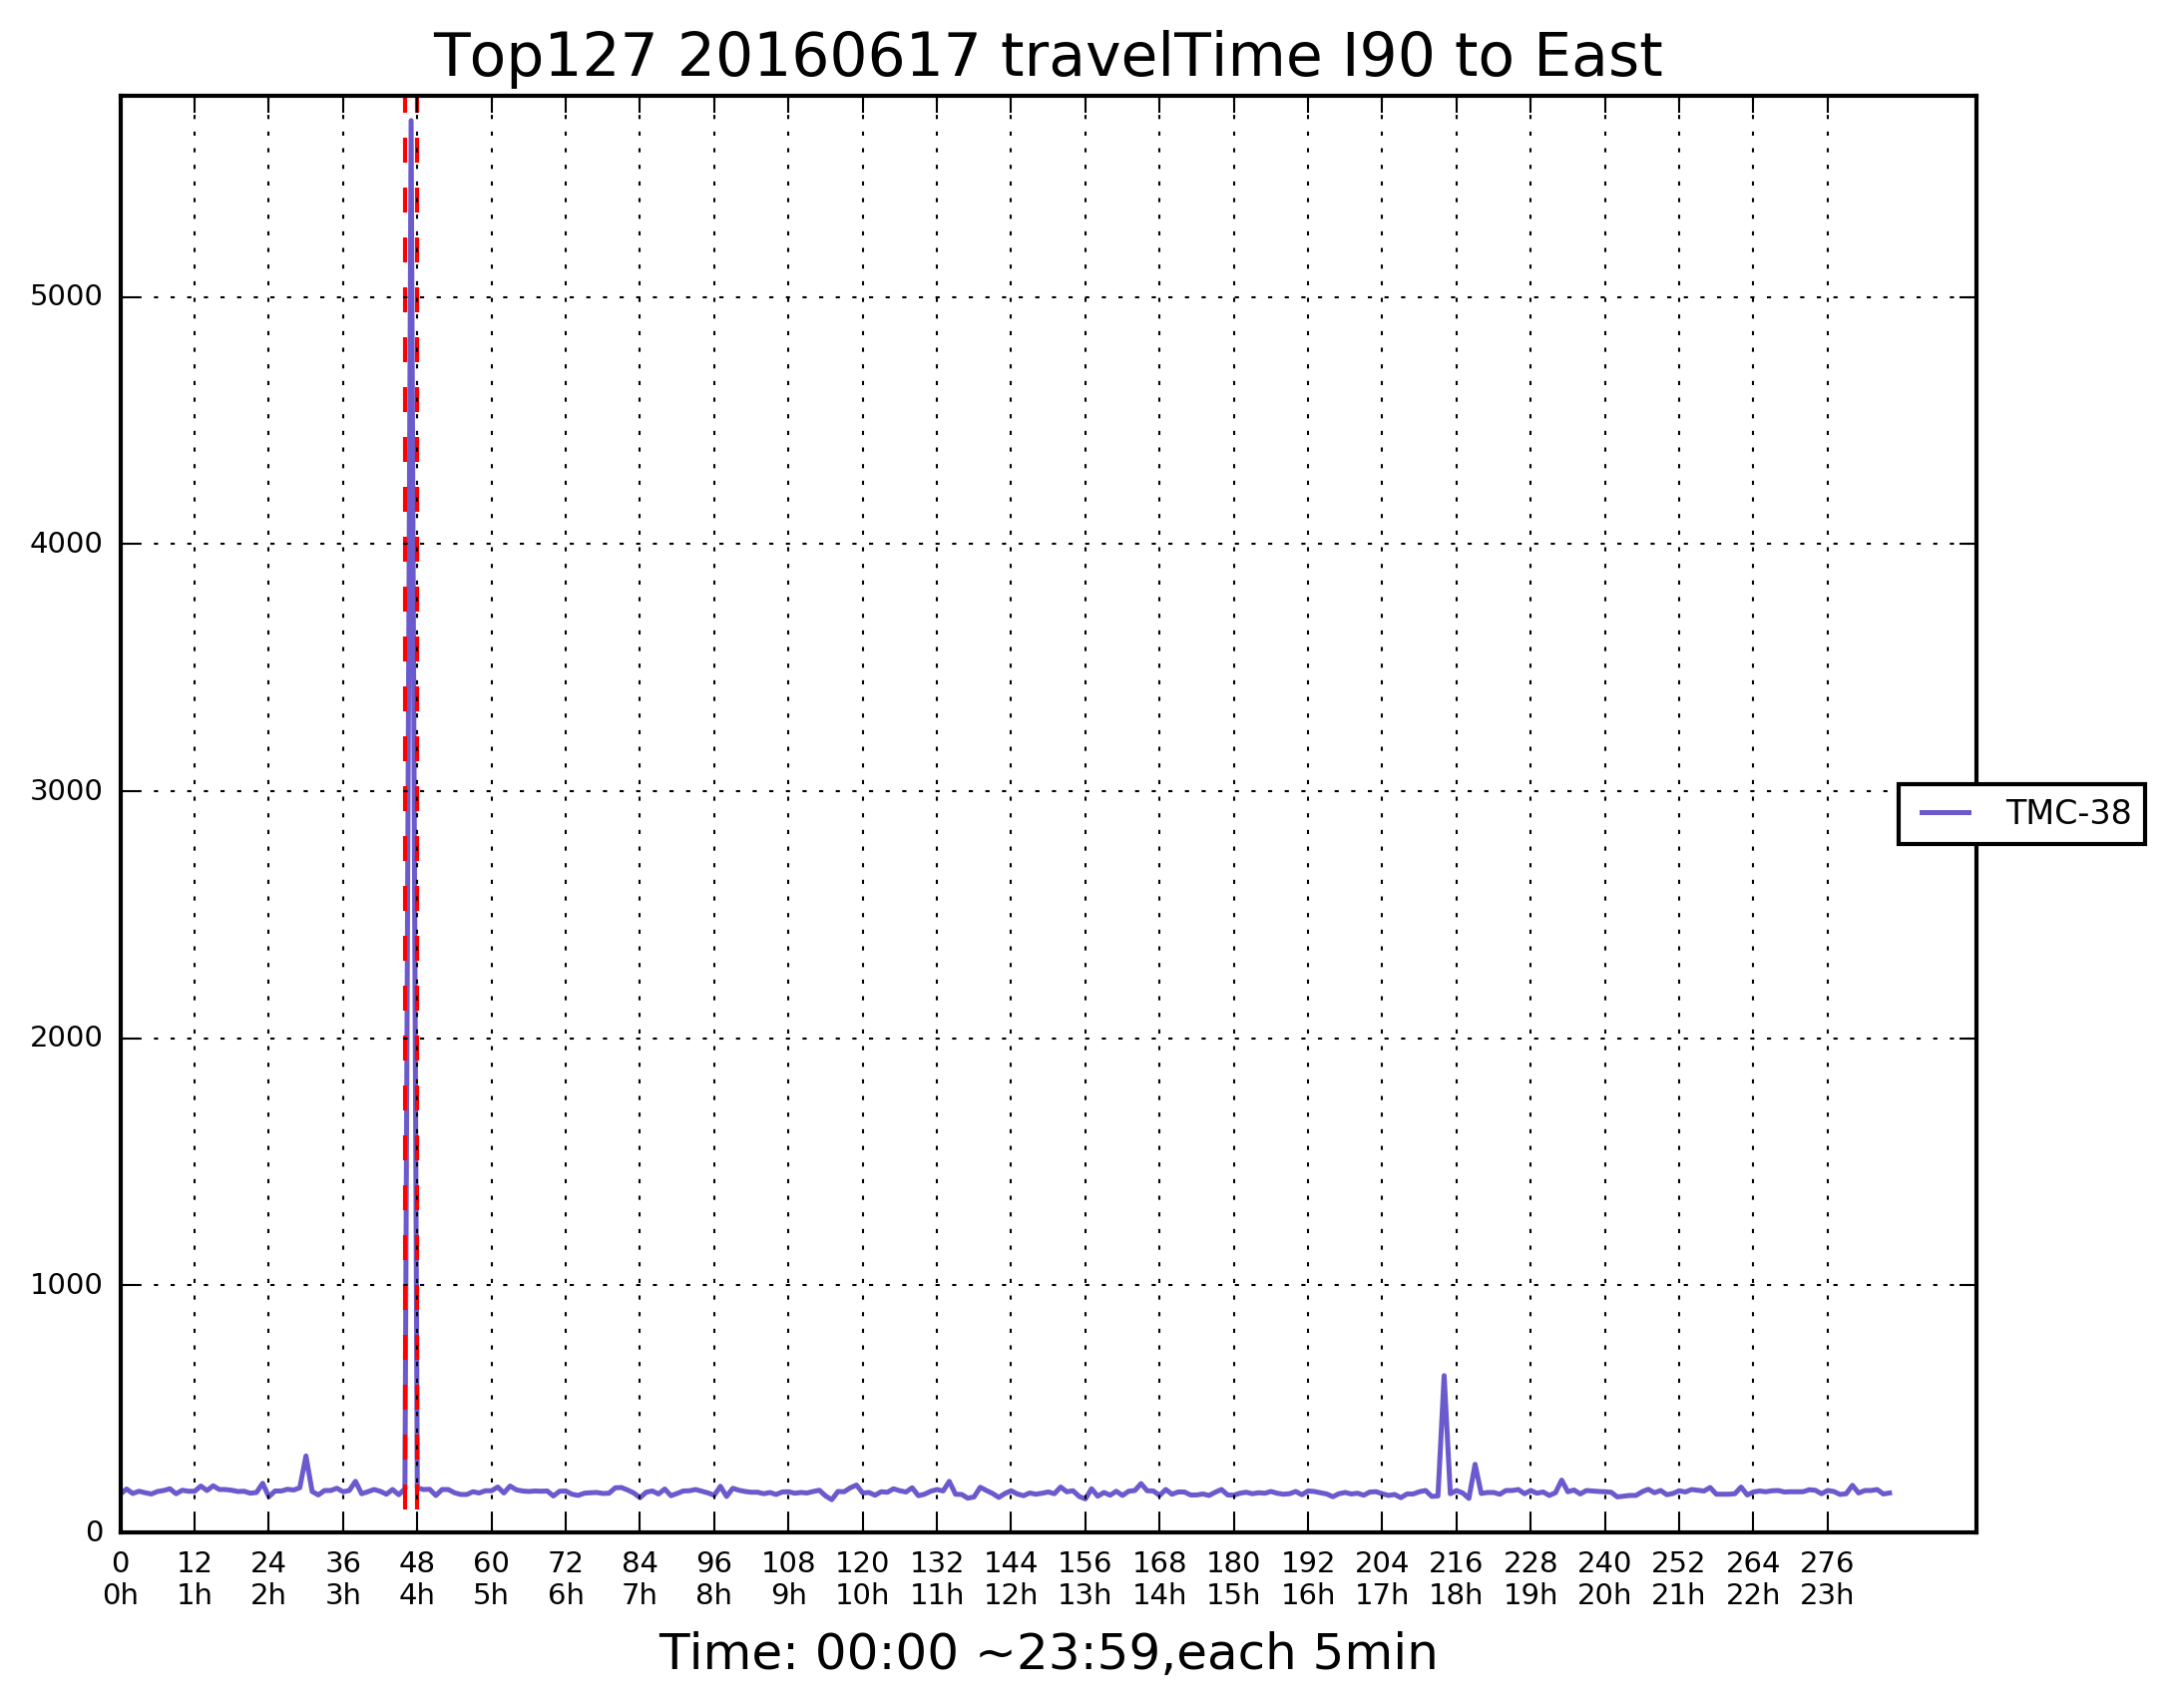 Top127 20160617 travelTime I90 to East
5000
4000
3000
2000
1000
0
TMC-38
0 12 24 36 48 60 72 84 96 108 120 132 144 156 168 180 192 204 216 228 240 252 264 276
0h 1h 2h 3h 4h 5h 6h 7h 8h 9h 10h 11h 12h 13h 14h 15h 16h 17h 18h 19h 20h 21h 22h 23h
Time: 00:00 ~23:59,each 5min